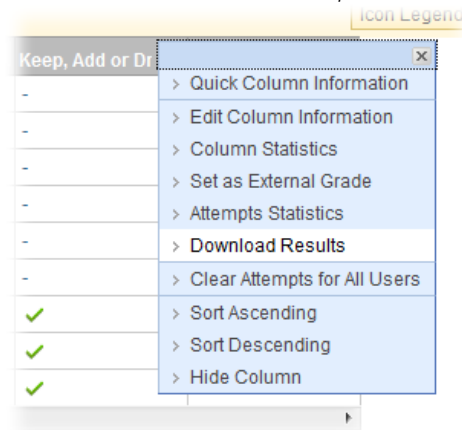 Icon Legend
Keep, Add or Dr
> Quick Column Information
> Edit Column Information
> Column Statistics
> Set as External Grade
> Attempts Statistics
> Download Results
> Clear Attempts for All Users
> Sort Ascending
> Sort Descending
> Hide Column